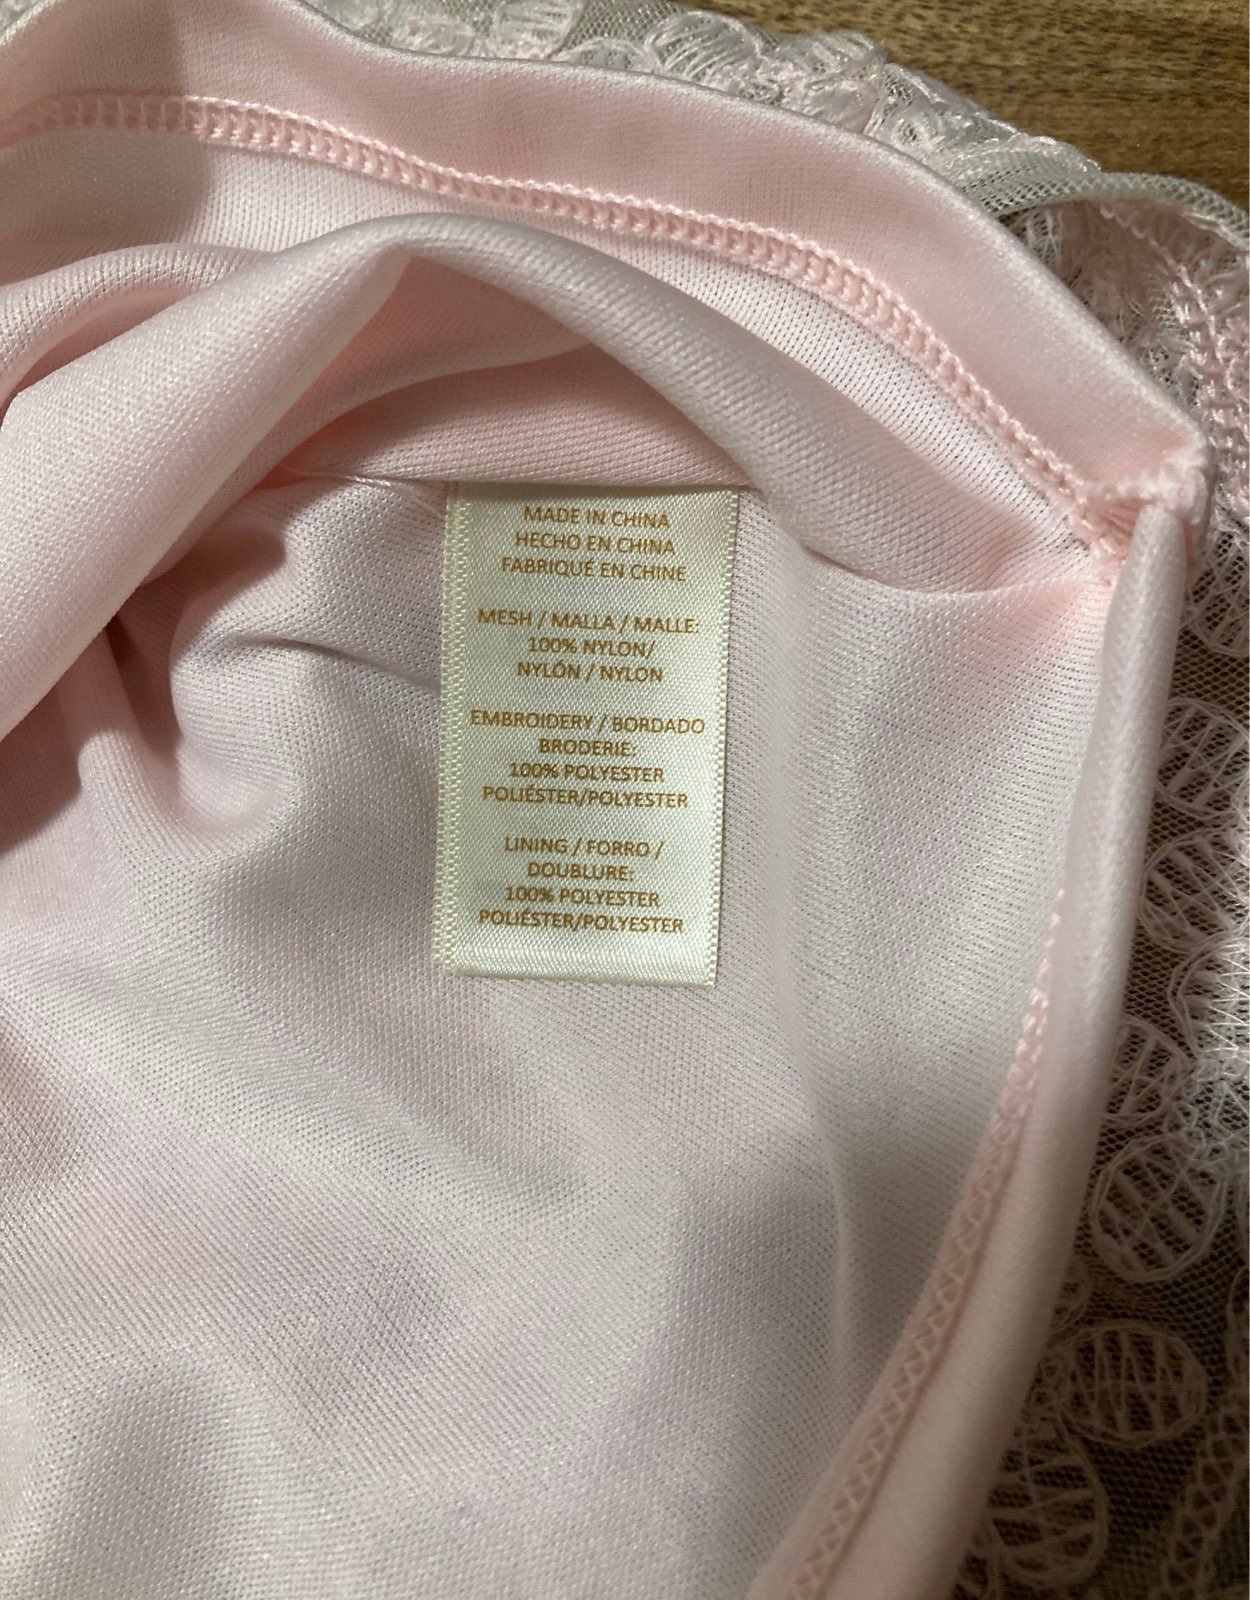 MADE IN CHINA
HECHO EN CHINA
FABRIQUÉ EN CHINE
MESH / MALLA / MALLE:
100% NYLON/
NYLÓN / NYLON
EMBROIDERY / BORDADO
BRODERIE:
100% POLYESTER
POLIÉSTER/POLYESTER
LINING / FORRO /
DOUBLURE:
100% POLYESTER
POLIÉSTER/POLYESTER